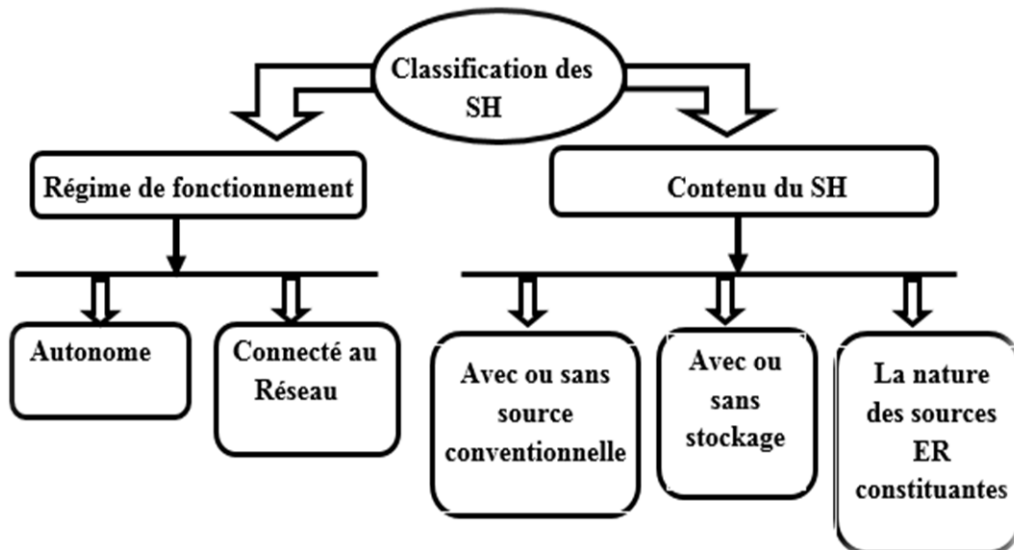 Classification des
SH
Régime de fonctionnement
Contenu du SH
Autonome
Connecté au
Réseau
Avec ou sans
source
conventionnelle
Avec ou
sans
stockage
La nature
des sources
ER
constituantes